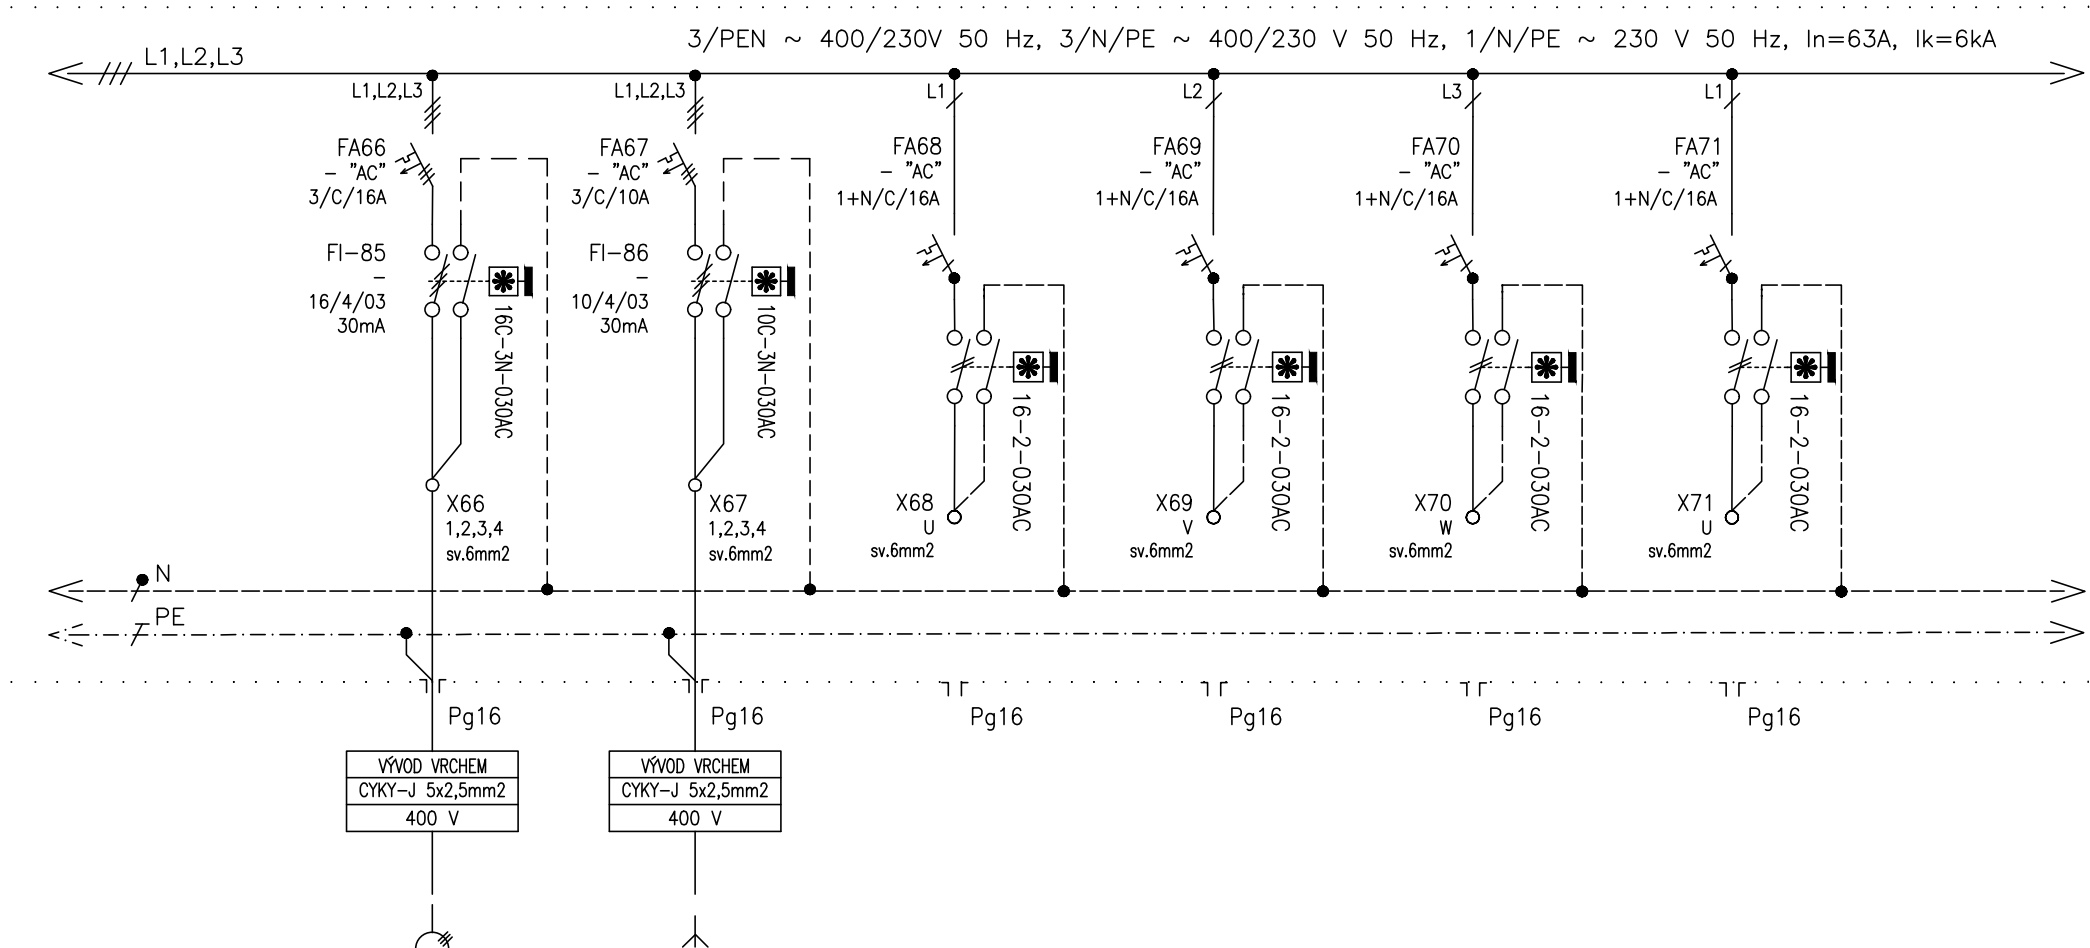 3/PEN ~ 400/230V 50 Hz, 3/N/PE ~ 400/230 V 50 Hz, 1/N/PE ~ 230 V 50 Hz, In=63A, Ik=6kA
L1,L2,L3
L1,L2,L3
FA66
- "AC"
3/C/16A
FI-85
-
16/4/03
30mA
16C-3N-030AC
X66
1,2,3,4
sv.6mm2
L1,L2,L3
FA67
- "AC"
3/C/10A
FI-86
-
10/4/03
30mA
10C-3N-030AC
X67
1,2,3,4
sv.6mm2
L1
FA68
- "AC"
1+N/C/16A
16-2-030AC
X68
U
sv.6mm2
L2
FA69
- "AC"
1+N/C/16A
16-2-030AC
X69
V
sv.6mm2
L3
FA70
- "AC"
1+N/C/16A
16-2-030AC
X70
W
sv.6mm2
L1
FA71
- "AC"
1+N/C/16A
16-2-030AC
X71
U
sv.6mm2
N
PE
Pg16
Pg16
Pg16
Pg16
Pg16
Pg16
VÝVOD VRCHEM
CYKY-J 5x2,5mm2
400 V
VÝVOD VRCHEM
CYKY-J 5x2,5mm2
400 V